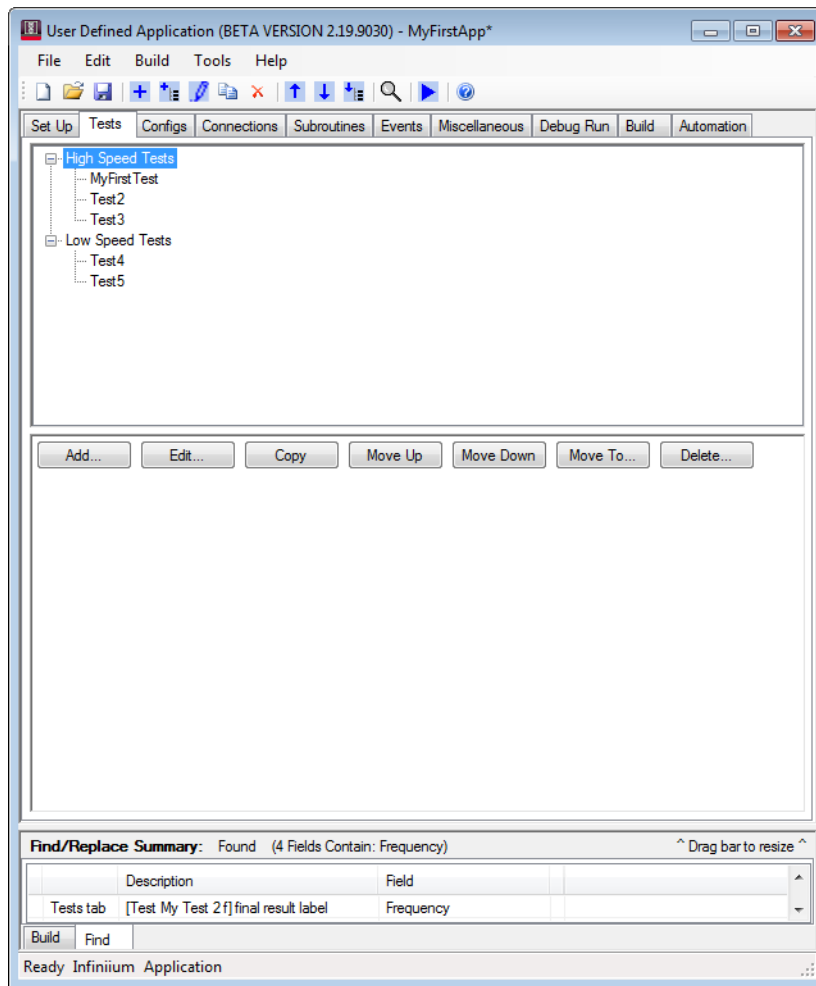 User Defined Application (BETA VERSION 2.19.9030) - MyFirstApp*
File Edit Build Tools Help
Set Up Tests Configs Connections Subroutines Events Miscellaneous Debug Run Build Automation
High Speed Tests
MyFirstTest
Test2
Test3
Low Speed Tests
Test4
Test5
Add... Edit... Copy Move Up Move Down Move To... Delete...
Find/Replace Summary: Found (4 Fields Contain: Frequency) ^ Drag bar to resize ^
Description Field
Tests tab [Test My Test 2f] final result label Frequency
Build Find
Ready Infiniium Application